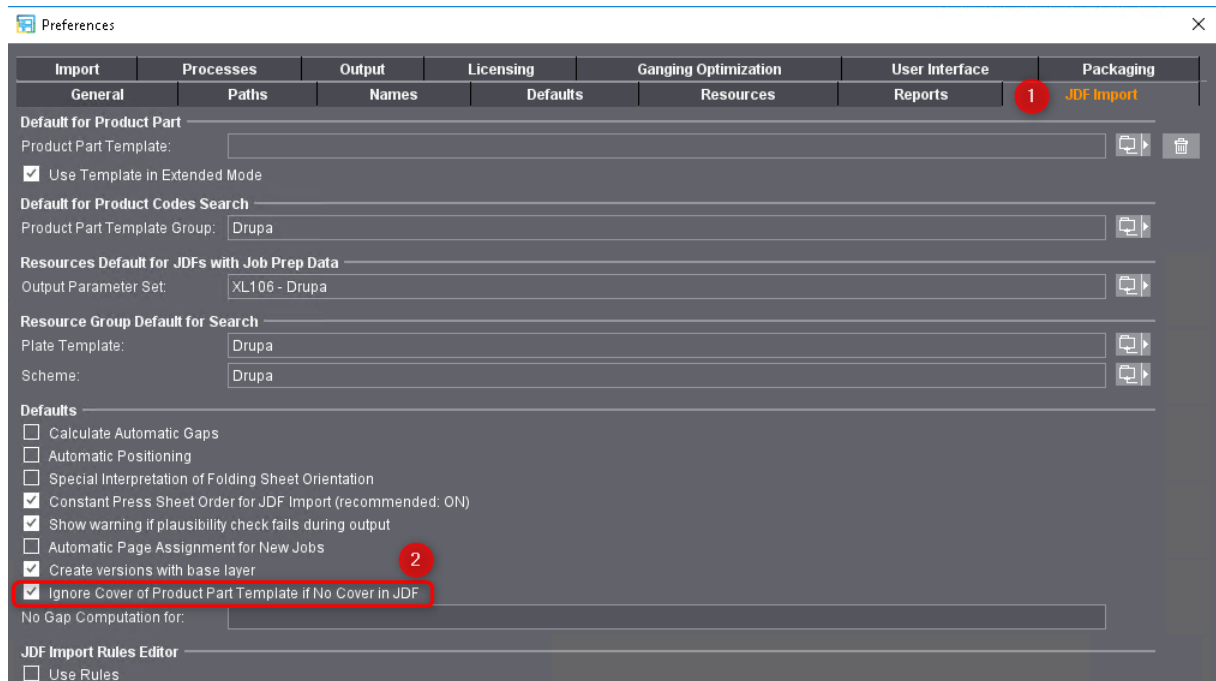 Preferences
Import Processes Output Licensing Ganging Optimization User Interface Packaging
General Paths Names Defaults Resources Reports 1 JDF Import
Default for Product Part
Product Part Template:
Use Template in Extended Mode
Default for Product Codes Search
Product Part Template Group: Drupa
Resources Default for JDFs with Job Prep Data
Output Parameter Set: XL106 - Drupa
Resource Group Default for Search
Plate Template: Drupa
Scheme: Drupa
Defaults
Calculate Automatic Gaps
Automatic Positioning
Special Interpretation of Folding Sheet Orientation
Constant Press Sheet Order for JDF Import (recommended: ON)
Show warning if plausibility check fails during output
Automatic Page Assignment for New Jobs
2
Create versions with base layer
Ignore Cover of Product Part Template if No Cover in JDF
No Gap Computation for:
JDF Import Rules Editor
Use Rules